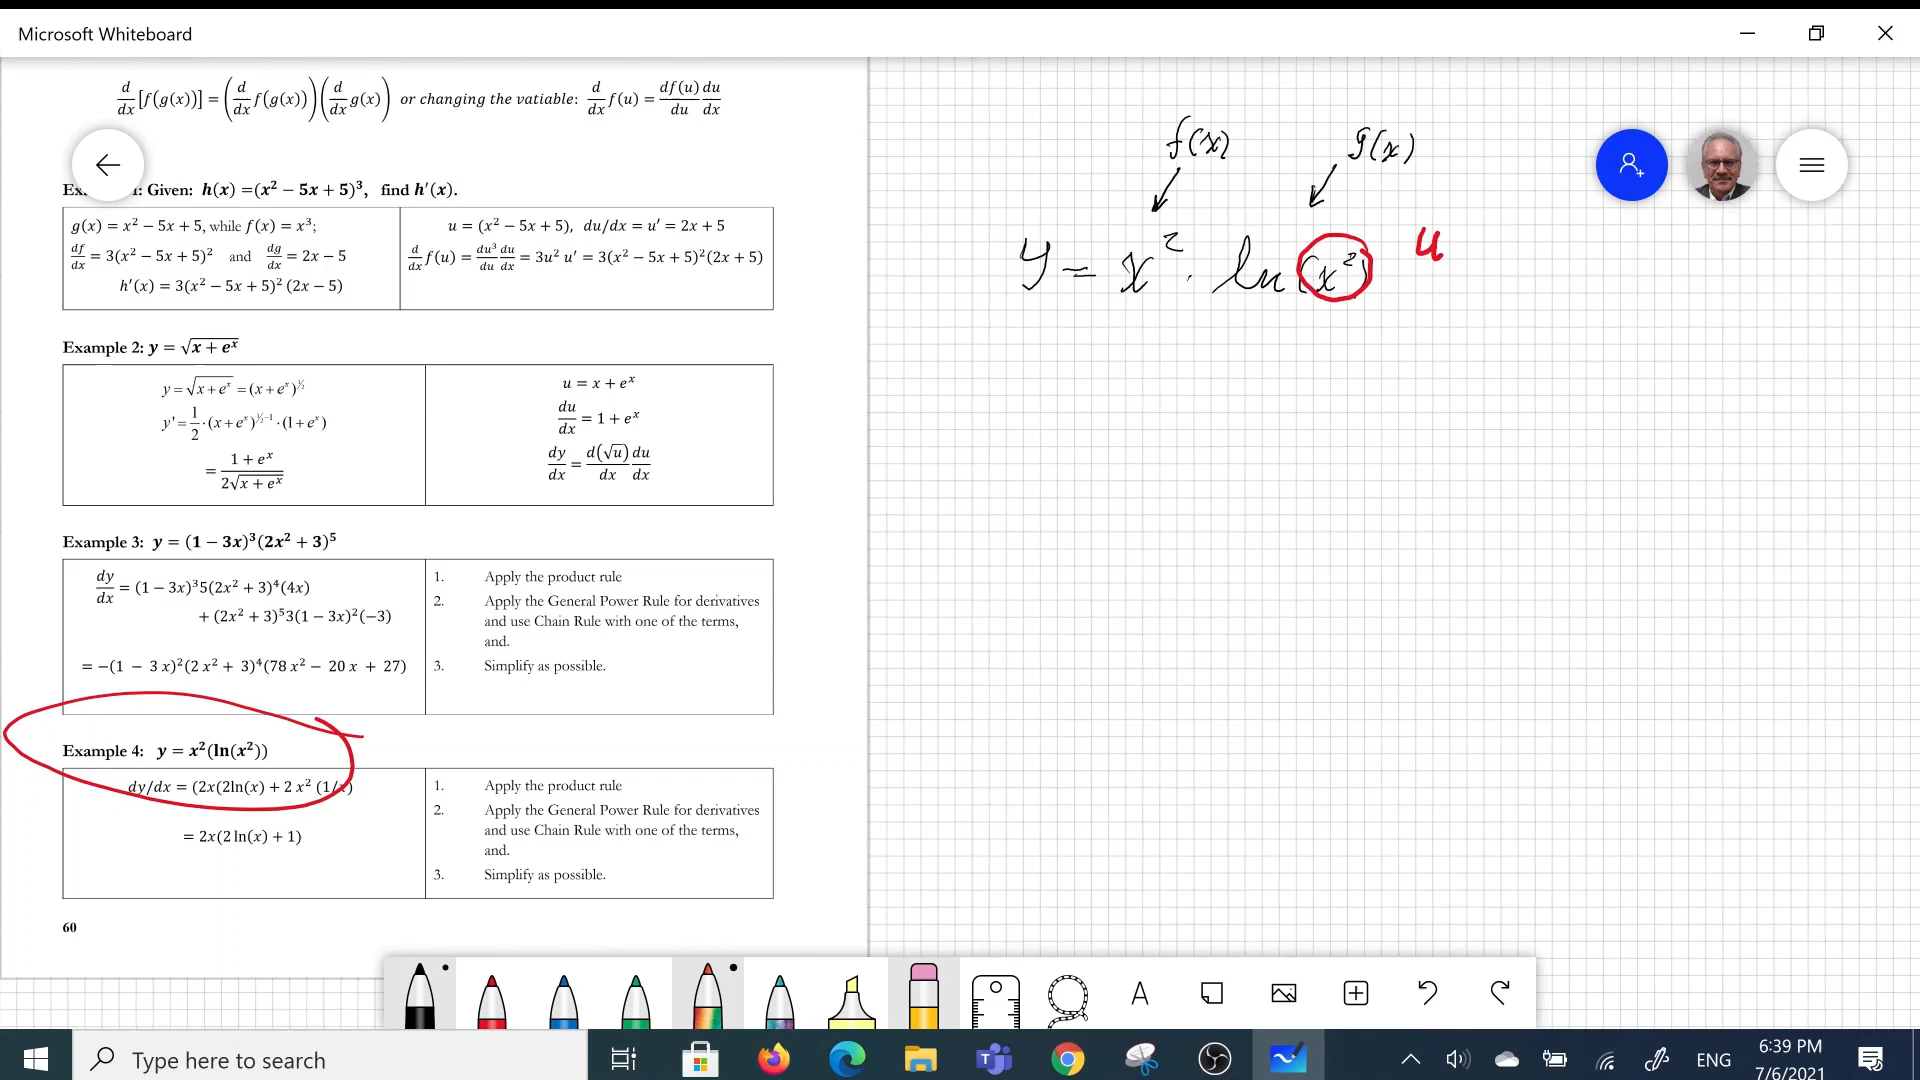 Microsoft Whiteboard
d/dx [f(g(x))] = (d/dx f(g(x))) (d/dx g(x)) or changing the vatiable: d/dx f(u) = df(u)/du du/dx
f(x) g(x)
Ex 1: Given: h(x) =(x² − 5x + 5)³, find h′(x).
g(x) = x² − 5x + 5, while f(x) = x³;
df/dx = 3(x² − 5x + 5)² and dg/dx = 2x − 5
h′(x) = 3(x² − 5x + 5)² (2x − 5)
u = (x² − 5x + 5), du/dx = u′ = 2x + 5
d/dx f(u) = du³/du du/dx = 3u² u′ = 3(x² − 5x + 5)²(2x + 5)
y = x² · ln(x²) u
Example 2: y = √(x + eˣ)
y = √(x + eˣ) = (x + eˣ)^½
y' = 1/2 · (x + eˣ)^(½−1) · (1 + eˣ)
= (1 + eˣ)/(2√(x + eˣ))
u = x + eˣ
du/dx = 1 + eˣ
dy/dx = d(√u)/dx du/dx
Example 3: y = (1 − 3x)³(2x² + 3)⁵
dy/dx = (1 − 3x)³5(2x² + 3)⁴(4x)
+ (2x² + 3)⁵3(1 − 3x)²(−3)
= −(1 − 3 x)²(2 x² + 3)⁴(78 x² − 20 x + 27)
1. Apply the product rule
2. Apply the General Power Rule for derivatives
and use Chain Rule with one of the terms,
and.
3. Simplify as possible.
Example 4: y = x²(ln(x²))
dy/dx = (2x(2ln(x) + 2 x² (1/x)
= 2x(2 ln(x) + 1)
1. Apply the product rule
2. Apply the General Power Rule for derivatives
and use Chain Rule with one of the terms,
and.
3. Simplify as possible.
60
A
Type here to search
ENG
6:39 PM
7/6/2021